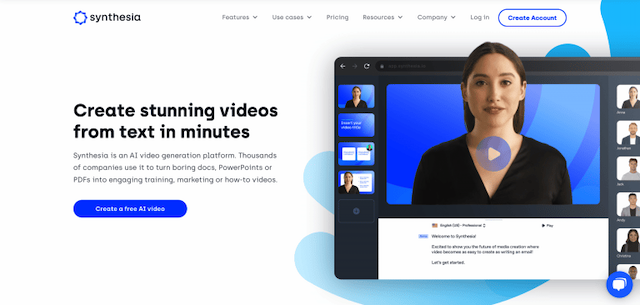 synthesia
Features
Use cases
Pricing
Resources
Company
Log in
Create Account
Create stunning videos
from text in minutes
Synthesia is an AI video generation platform. Thousands
of companies use it to turn boring docs, PowerPoints or
PDFs into engaging training, marketing or how-to videos.
Create a free AI video
Insert your
video title
English (US) - Professional
Play
Welcome to Synthesia!
Excited to show you the future of media creation where
video becomes as easy to create as writing an email!
Let's get started.
Anna
Jonathan
Jack
Andy
Christina